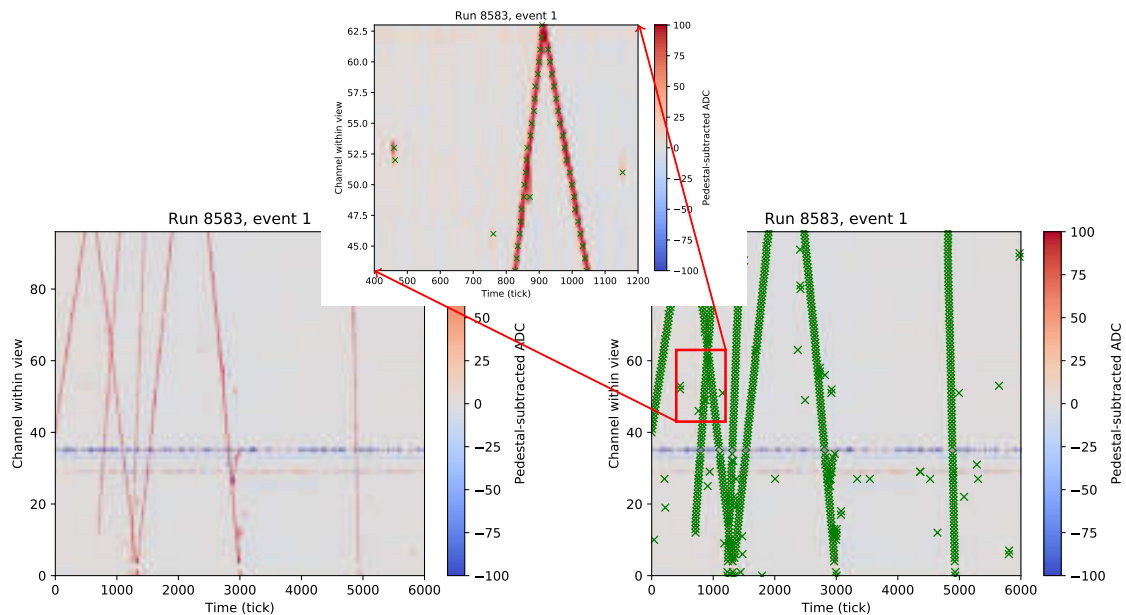 Run 8583, event 1
62.5
60.0
57.5
55.0
52.5
50.0
47.5
45.0
Channel within view
400 500 600 700 800 900 1000 1100 1200
Time (tick)
100
75
50
25
0
−25
−50
−75
−100
Pedestal-subtracted ADC
Run 8583, event 1
80
60
40
20
0
Channel within view
0 1000 2000 3000 4000 5000 6000
Time (tick)
50
25
0
−25
−50
−75
−100
Pedestal-subtracted ADC
Run 8583, event 1
60
40
20
0
Channel within view
0 1000 2000 3000 4000 5000 6000
Time (tick)
100
75
50
25
0
−25
−50
−75
−100
Pedestal-subtracted ADC